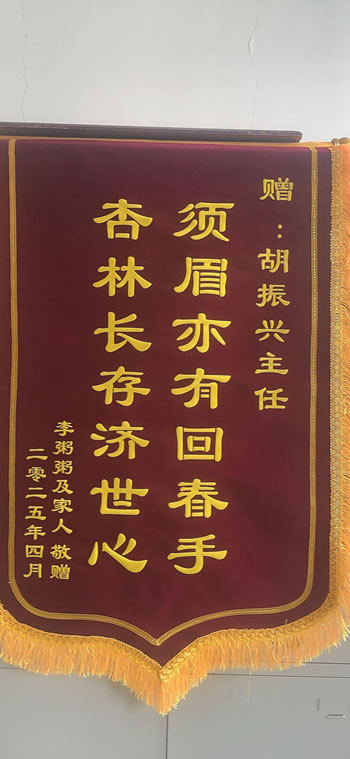 赠：胡振兴主任
须眉亦有回春手
杏林长存济世心
李粥粥及家人 敬赠
二零二五年四月